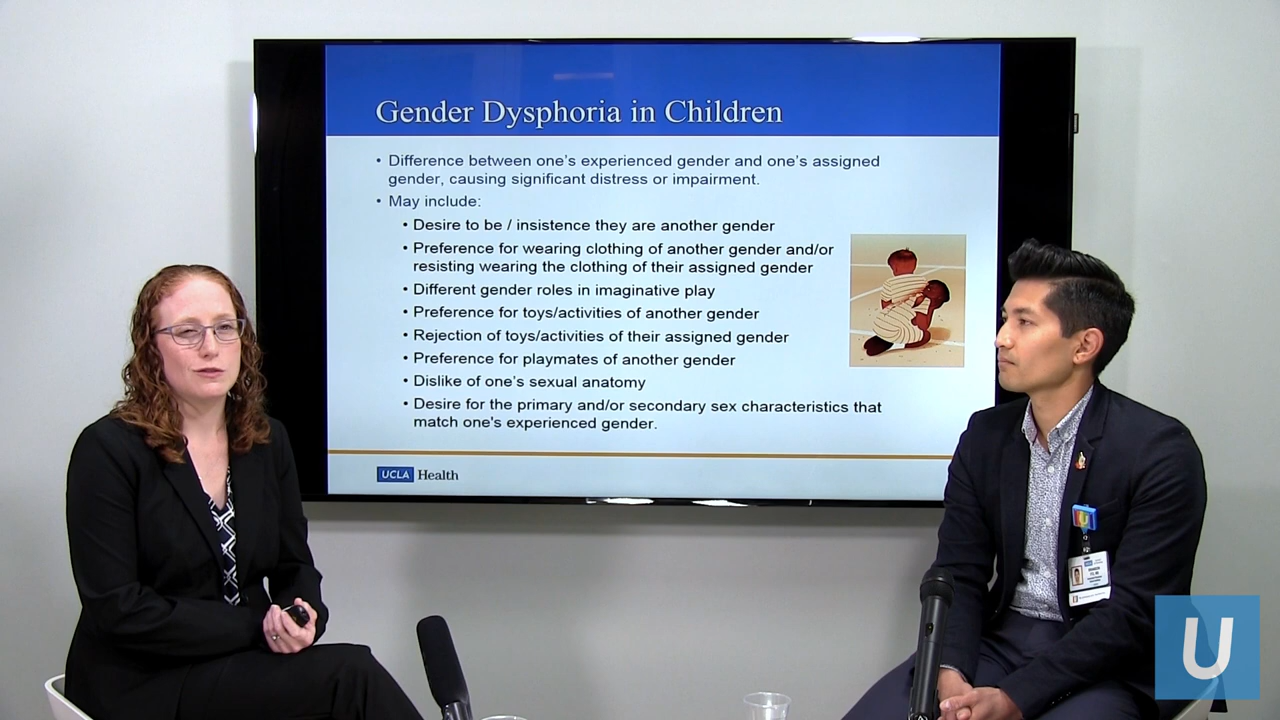 Gender Dysphoria in Children
• Difference between one's experienced gender and one's assigned
gender, causing significant distress or impairment.
• May include:
• Desire to be / insistence they are another gender
• Preference for wearing clothing of another gender and/or
resisting wearing the clothing of their assigned gender
• Different gender roles in imaginative play
• Preference for toys/activities of another gender
• Rejection of toys/activities of their assigned gender
• Preference for playmates of another gender
• Dislike of one's sexual anatomy
• Desire for the primary and/or secondary sex characteristics that
match one's experienced gender.
UCLA Health
U